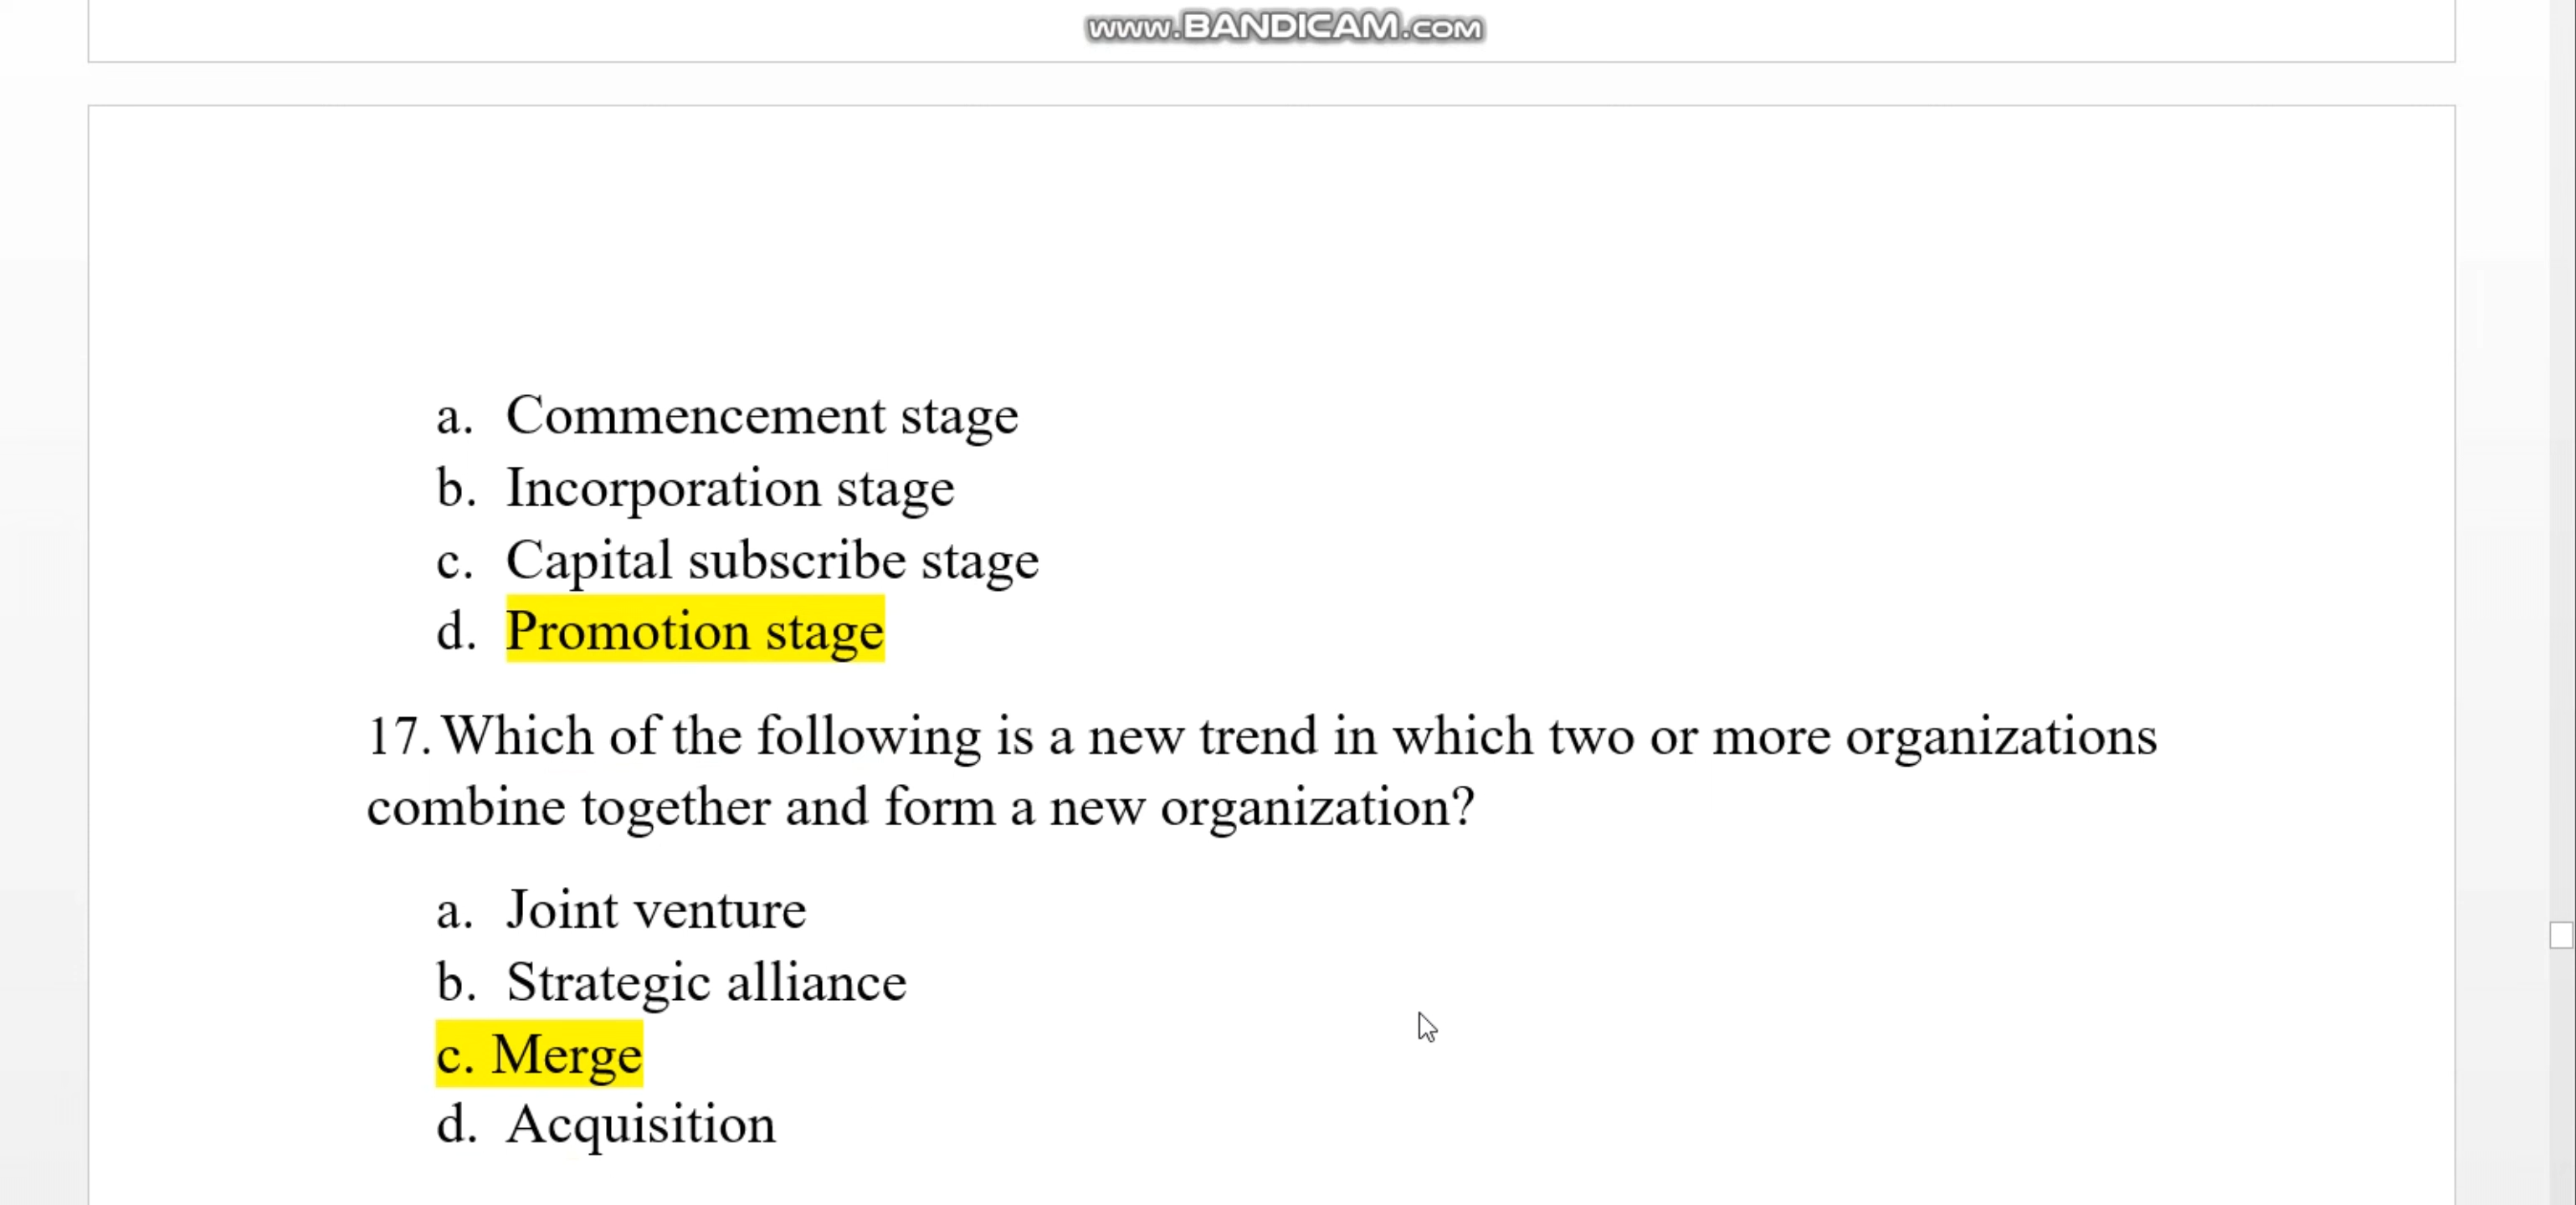 www.BANDICAM.com
a. Commencement stage
b. Incorporation stage
c. Capital subscribe stage
d. Promotion stage
17. Which of the following is a new trend in which two or more organizations
combine together and form a new organization?
a. Joint venture
b. Strategic alliance
c. Merge
d. Acquisition